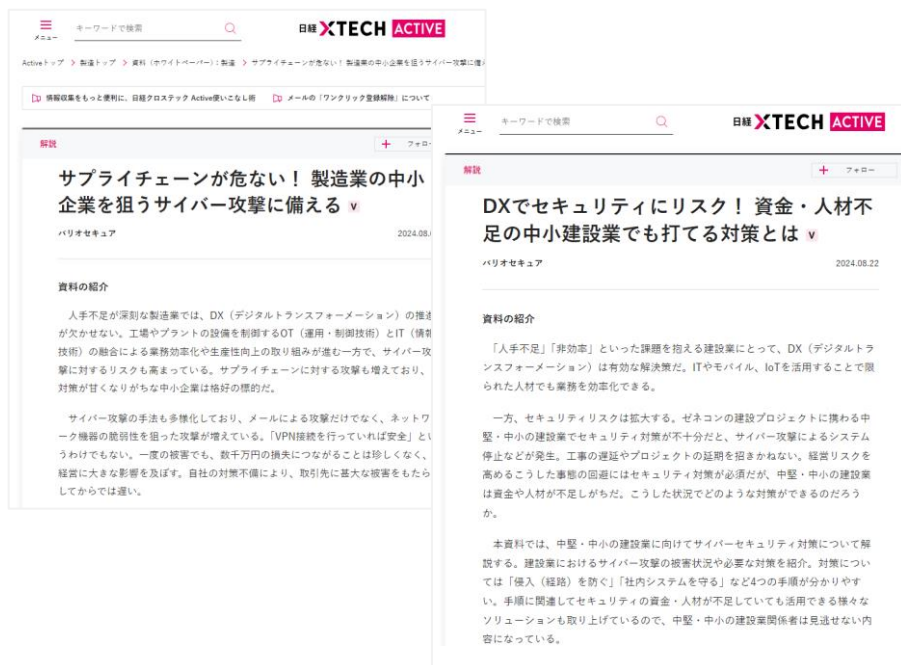 キーワードで検索
日経 XTECH ACTIVE
メニュー
Activeトップ > 製造トップ > 資料（ホワイトペーパー）：製造 > サプライチェーンが危ない！ 製造業の中小企業を狙うサイバー攻撃に備
情報収集をもっと便利に、日経クロステック Active使いこなし術 メールの「ワンクリック登録解除」について
解説
+ フォロー
サプライチェーンが危ない！ 製造業の中小
企業を狙うサイバー攻撃に備える V
バリオセキュア
2024.08.
資料の紹介
人手不足が深刻な製造業では、DX（デジタルトランスフォーメーション）の推進
が欠かせない。工場やプラントの設備を制御するOT（運用・制御技術）とIT（情報
技術）の融合による業務効率化や生産性向上の取り組みが進む一方で、サイバー攻
撃に対するリスクも高まっている。サプライチェーンに対する攻撃も増えており、
対策が甘くなりがちな中小企業は格好の標的だ。
サイバー攻撃の手法も多様化しており、メールによる攻撃だけでなく、ネットワ
ーク機器の脆弱性を狙った攻撃が増えている。「VPN接続を行っていれば安全」とい
うわけでもない。一度の被害でも、数千万円の損失につながることは珍しくなく、
経営に大きな影響を及ぼす。自社の対策不備により、取引先に甚大な被害をもたら
してからでは遅い。
キーワードで検索
日経 XTECH ACTIVE
メニュー
解説
+ フォロー
DXでセキュリティにリスク！ 資金・人材不
足の中小建設業でも打てる対策とは V
バリオセキュア
2024.08.22
資料の紹介
「人手不足」「非効率」といった課題を抱える建設業にとって、DX（デジタルトラ
ンスフォーメーション）は有効な解決策だ。ITやモバイル、IoTを活用することで限
られた人材でも業務を効率化できる。
一方、セキュリティリスクは拡大する。ゼネコンの建設プロジェクトに携わる中
堅・中小の建設業でセキュリティ対策が不十分だと、サイバー攻撃によるシステム
停止などが発生。工事の遅延やプロジェクトの延期を招きかねない。経営リスクを
高めるこうした事態の回避にはセキュリティ対策が必須だが、中堅・中小の建設業
は資金や人材が不足しがちだ。こうした状況でどのような対策ができるのだろう
か。
本資料では、中堅・中小の建設業に向けてサイバーセキュリティ対策について解
説する。建設業におけるサイバー攻撃の被害状況や必要な対策を紹介。対策につい
ては「侵入（経路）を防ぐ」「社内システムを守る」など4つの手順が分かりやす
い。手順に関連してセキュリティの資金・人材が不足していても活用できる様々な
ソリューションも取り上げているので、中堅・中小の建設業関係者は見逃せない内
容になっている。